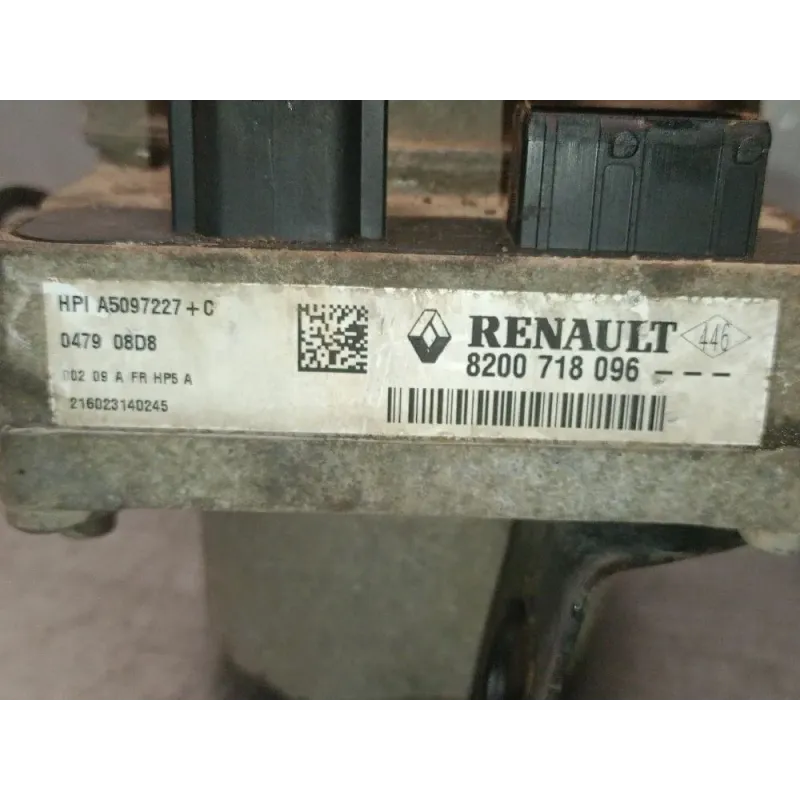 HPI A5097227+C
0479 08D8
002 09 A FR HP5 A
216023140245
RENAULT 446
8200 718 096 ---